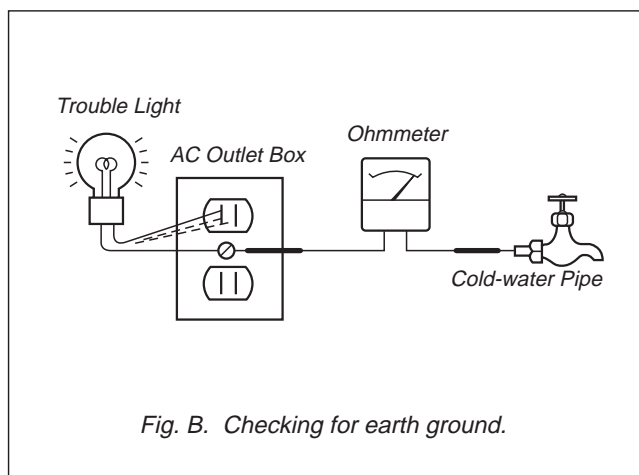 Trouble Light
AC Outlet Box
Ohmmeter
Cold-water Pipe
Fig. B. Checking for earth ground.